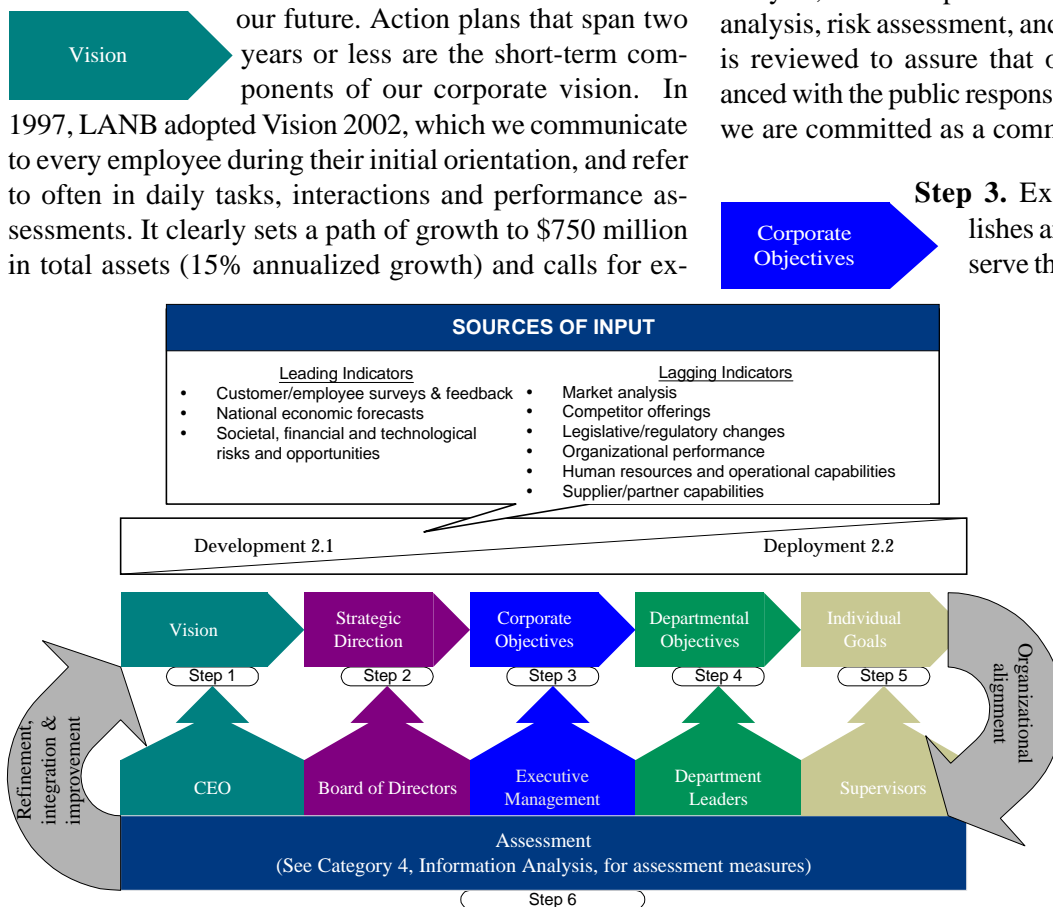 our future. Action plans that span two
Vision
years or less are the short-term com-
ponents of our corporate vision. In
1997, LANB adopted Vision 2002, which we communicate
to every employee during their initial orientation, and refer
to often in daily tasks, interactions and performance as-
sessments. It clearly sets a path of growth to $750 million
in total assets (15% annualized growth) and calls for ex-
analysis, risk assessment, and
is reviewed to assure that
anced with the public
we are committed as a
Step 3.
Corporate
Objectives
serve
SOURCES OF INPUT
Leading Indicators
• Customer/employee surveys & feedback
• National economic forecasts
• Societal, financial and technological
risks and opportunities
Lagging Indicators
• Market analysis
• Competitor offerings
• Legislative/regulatory changes
• Organizational performance
• Human resources and operational capabilities
• Supplier/partner capabilities
Development 2.1
Deployment 2.2
Vision
Strategic
Direction
Corporate
Objectives
Departmental
Objectives
Individual
Goals
Step 1
Step 2
Step 3
Step 4
Step 5
Organizational
alignment
Refinement,
integration &
improvement
CEO
Board of Directors
Executive
Management
Department
Leaders
Supervisors
Assessment
(See Category 4, Information Analysis, for assessment measures)
Step 6